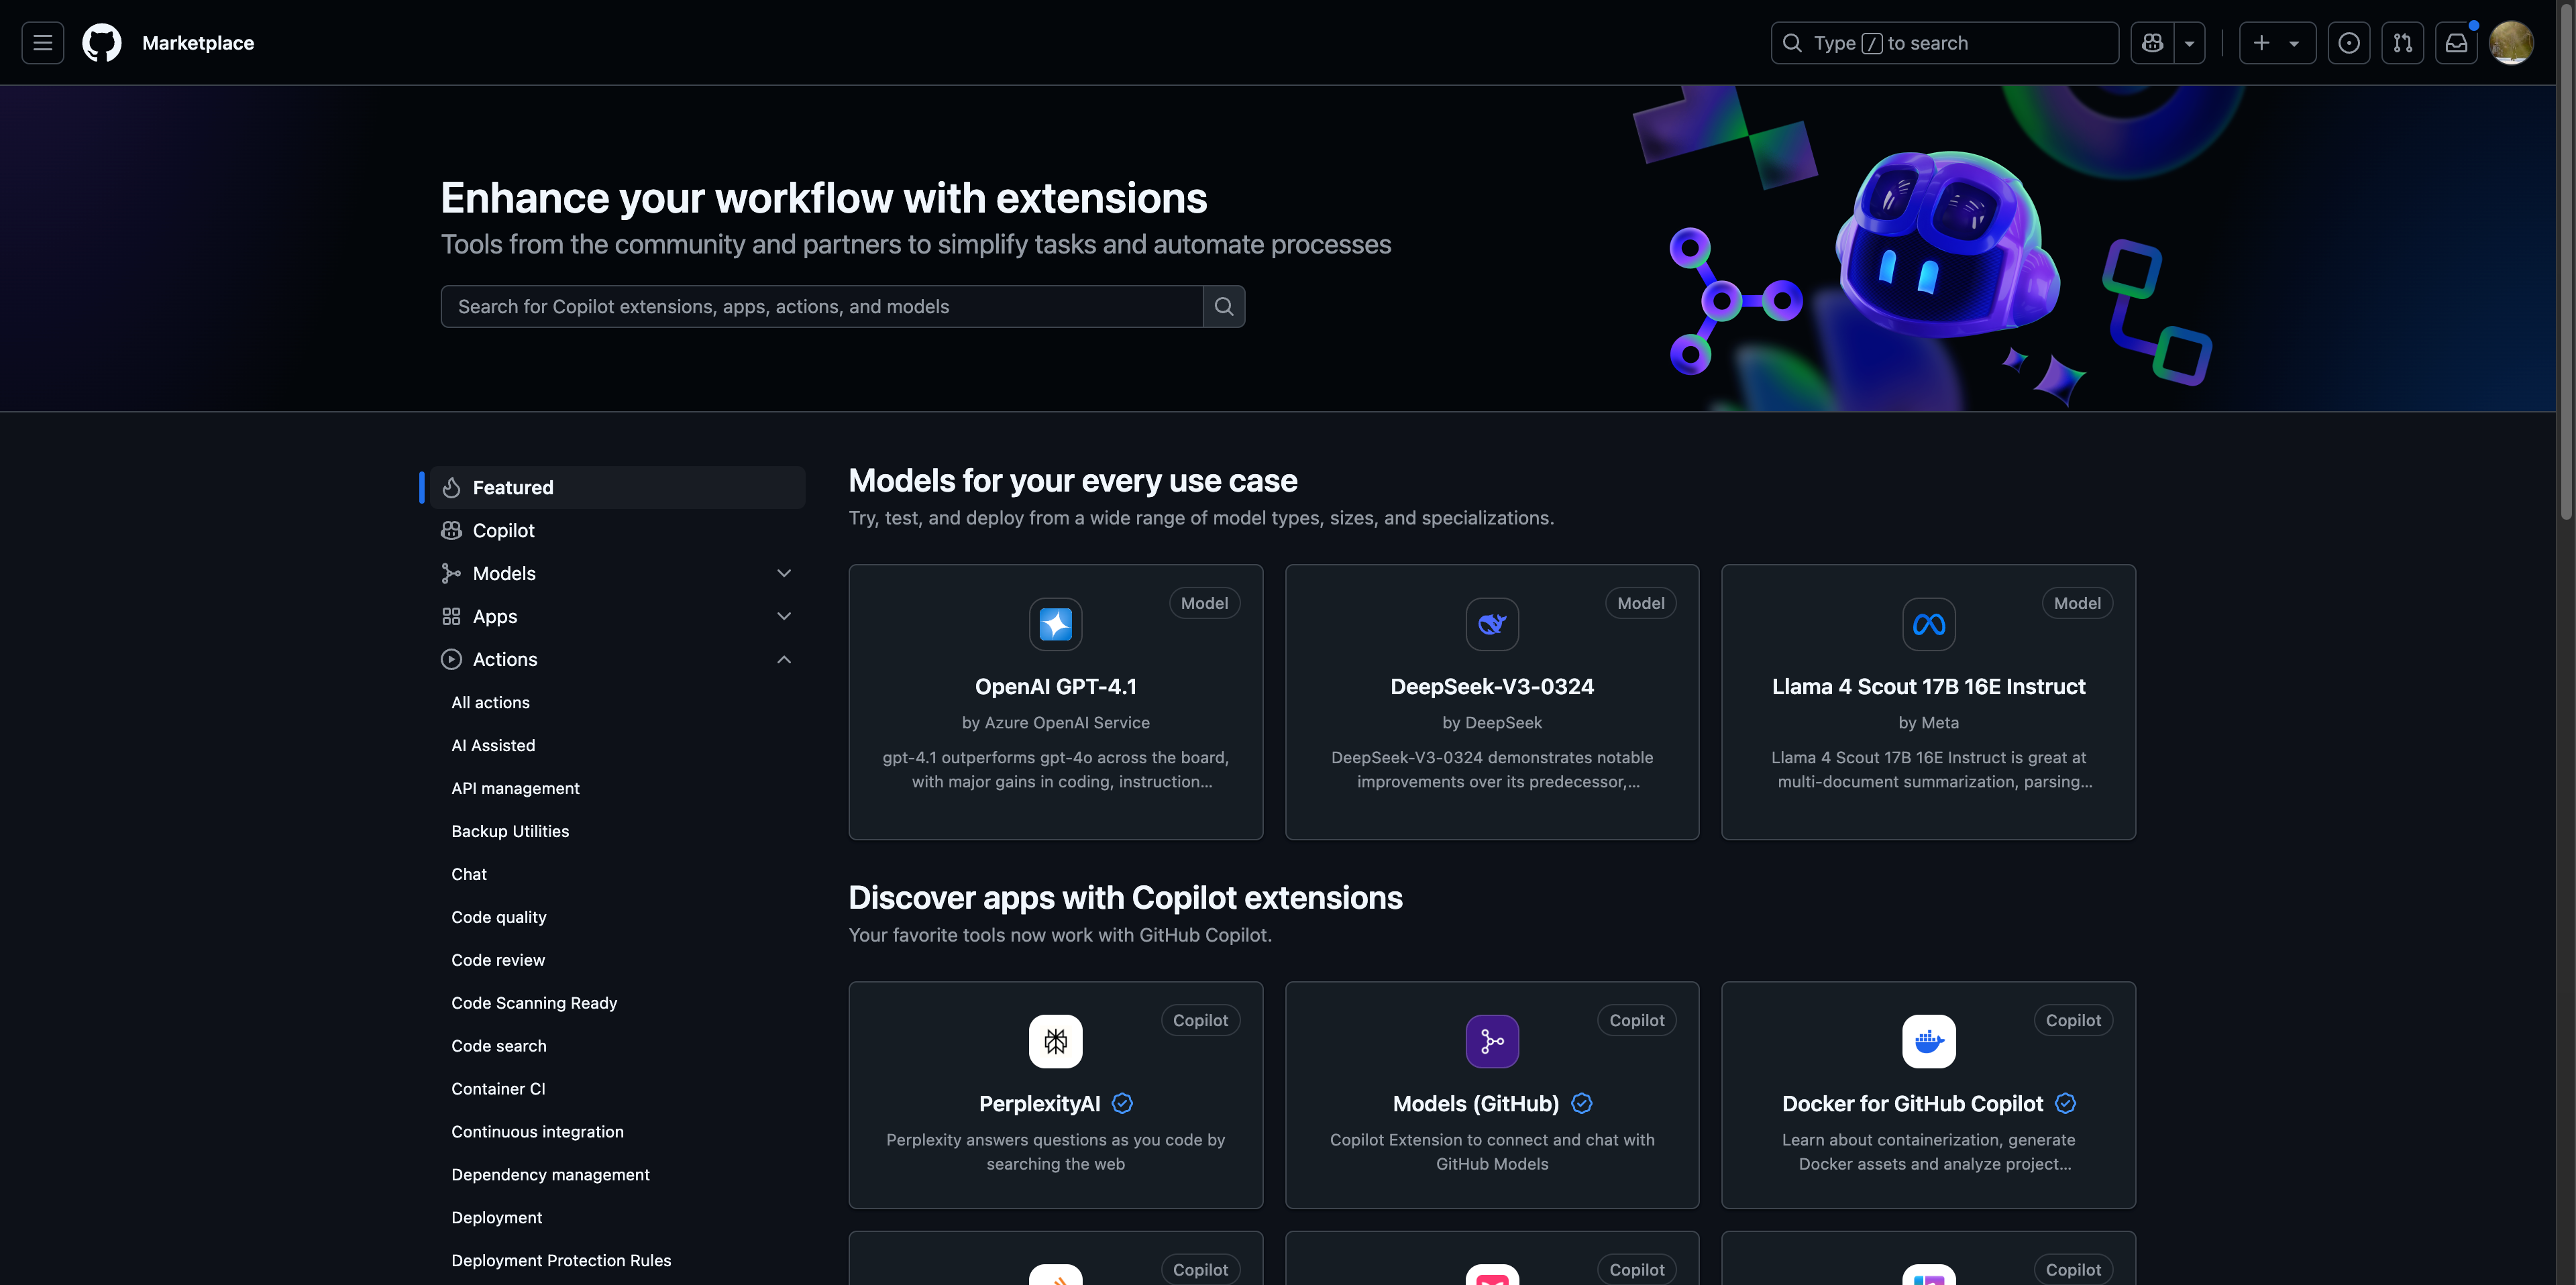 Marketplace
Type / to search
Enhance your workflow with extensions
Tools from the community and partners to simplify tasks and automate processes
Search for Copilot extensions, apps, actions, and models
Featured
Copilot
Models
Apps
Actions
All actions
AI Assisted
API management
Backup Utilities
Chat
Code quality
Code review
Code Scanning Ready
Code search
Container CI
Continuous integration
Dependency management
Deployment
Deployment Protection Rules
Models for your every use case
Try, test, and deploy from a wide range of model types, sizes, and specializations.
Model
OpenAI GPT-4.1
by Azure OpenAI Service
gpt-4.1 outperforms gpt-4o across the board,
with major gains in coding, instruction...
Model
DeepSeek-V3-0324
by DeepSeek
DeepSeek-V3-0324 demonstrates notable
improvements over its predecessor,...
Model
Llama 4 Scout 17B 16E Instruct
by Meta
Llama 4 Scout 17B 16E Instruct is great at
multi-document summarization, parsing...
Discover apps with Copilot extensions
Your favorite tools now work with GitHub Copilot.
Copilot
PerplexityAI
Perplexity answers questions as you code by
searching the web
Copilot
Models (GitHub)
Copilot Extension to connect and chat with
GitHub Models
Copilot
Docker for GitHub Copilot
Learn about containerization, generate
Docker assets and analyze project...
Copilot
Copilot
Copilot